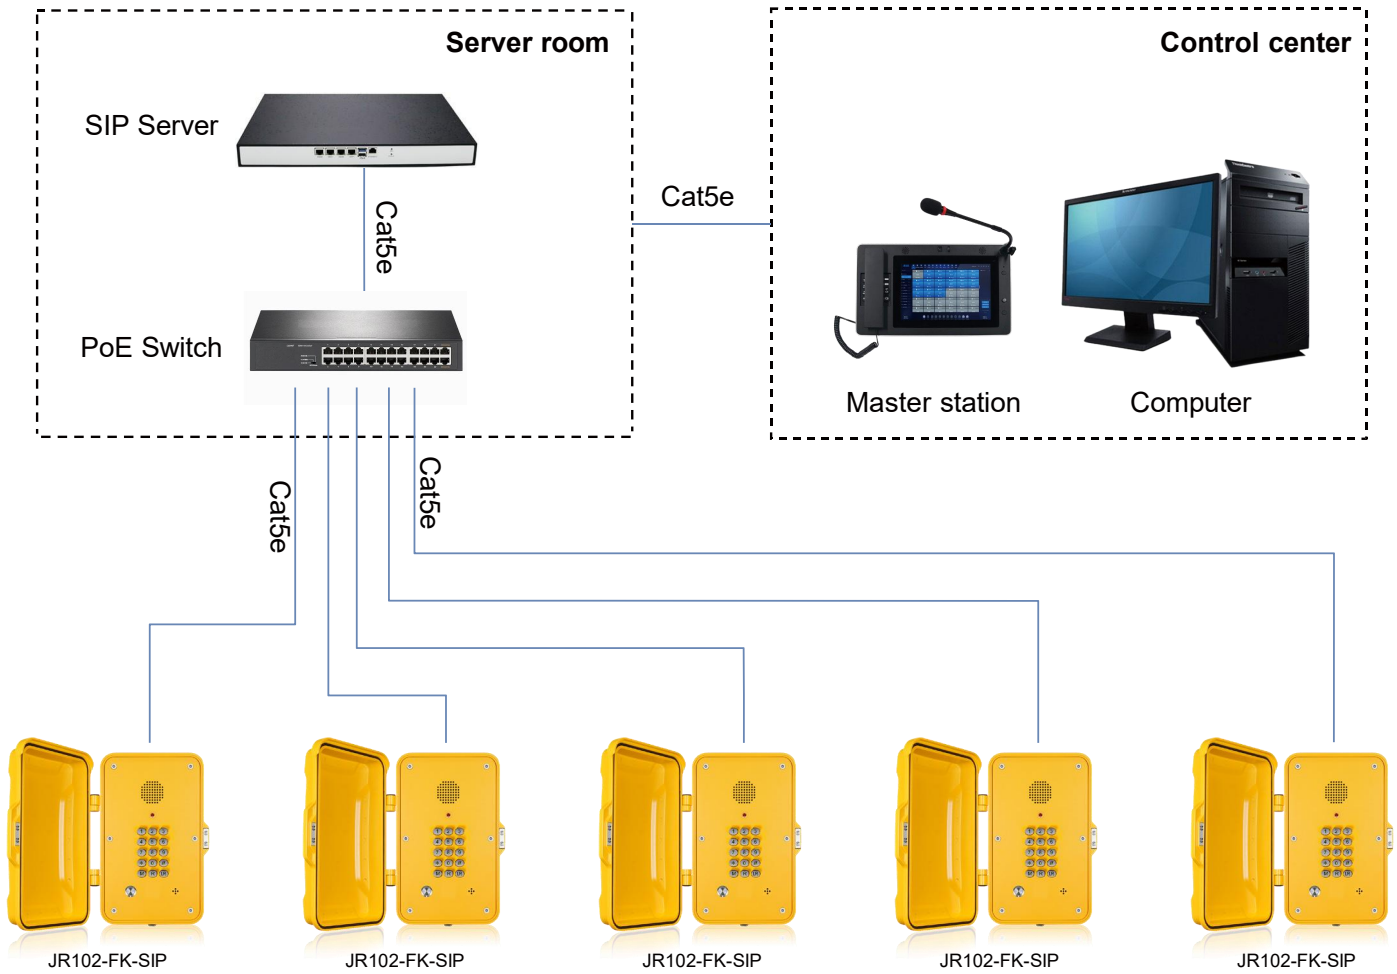 Server room
Control center
SIP Server
Cat5e
Cat5e
PoE Switch
Master station
Computer
Cat5e
Cat5e
JR102-FK-SIP
JR102-FK-SIP
JR102-FK-SIP
JR102-FK-SIP
JR102-FK-SIP